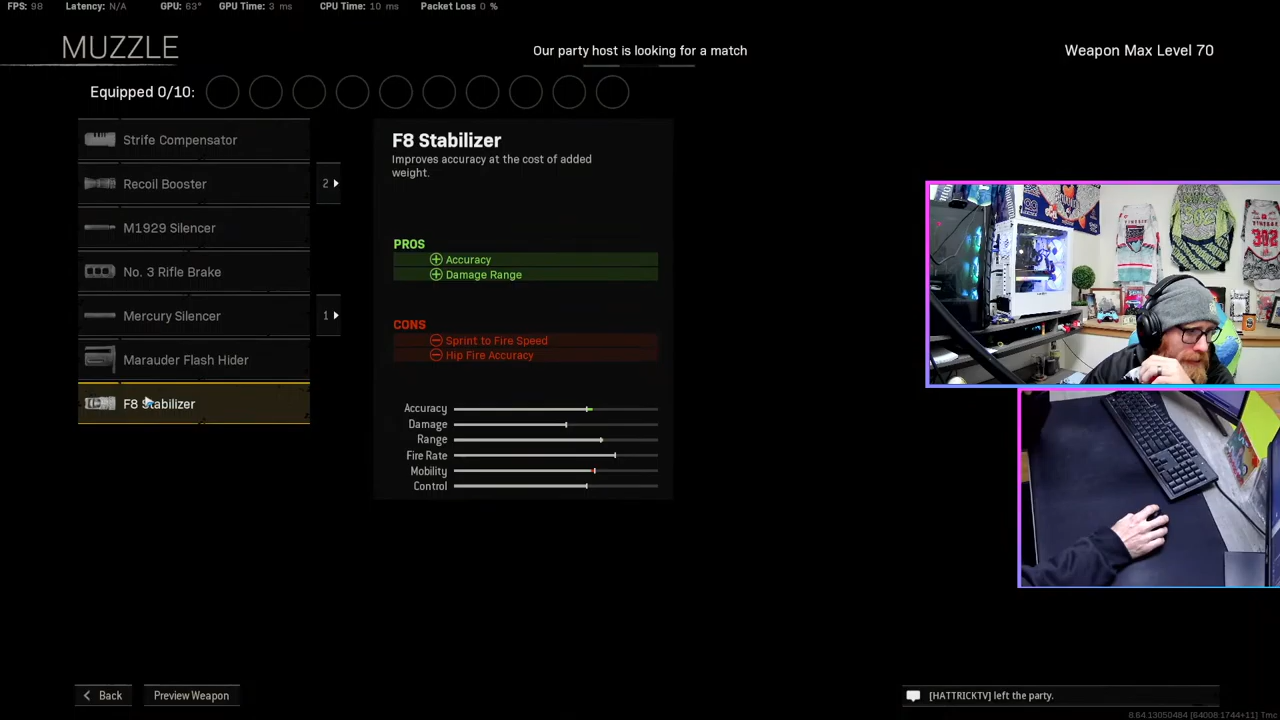 FPS: 98 Latency: N/A GPU: 63° GPU Time: 3 ms CPU Time: 10 ms Packet Loss 0 %
MUZZLE
Our party host is looking for a match
Weapon Max Level 70
Equipped 0/10:
Strife Compensator
Recoil Booster
2
M1929 Silencer
No. 3 Rifle Brake
Mercury Silencer
1
Marauder Flash Hider
F8 Stabilizer
F8 Stabilizer
Improves accuracy at the cost of added
weight.
PROS
Accuracy
Damage Range
CONS
Sprint to Fire Speed
Hip Fire Accuracy
Accuracy
Damage
Range
Fire Rate
Mobility
Control
302
302
Back
Preview Weapon
[HATTRICKTV] left the party.